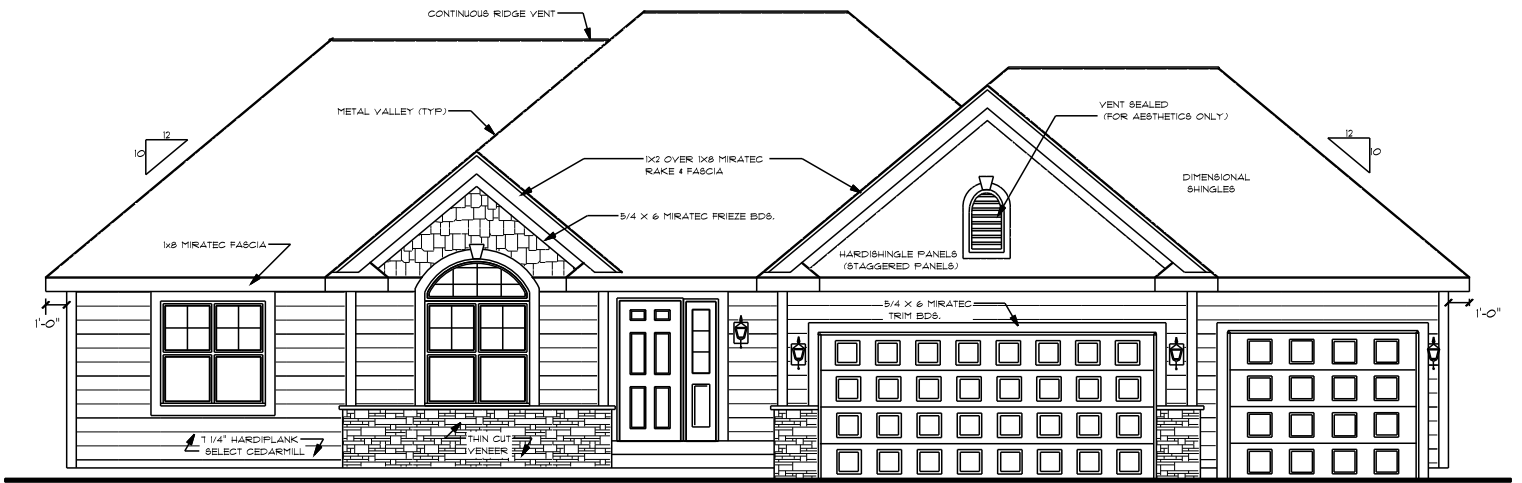 CONTINUOUS RIDGE VENT
METAL VALLEY (TYP.)
VENT SEALED
(FOR AESTHETICS ONLY)
12
10
12
10
1X2 OVER 1X8 MIRATEC
RAKE & FASCIA
DIMENSIONAL
SHINGLES
5/4 X 6 MIRATEC FRIEZE BDS.
1x8 MIRATEC FASCIA
HARDISHINGLE PANELS
(STAGGERED PANELS)
5/4 X 6 MIRATEC
TRIM BDS.
1'-0"
1'-0"
7 1/4" HARDIPLANK
SELECT CEDARMILL
THIN CUT
VENEER